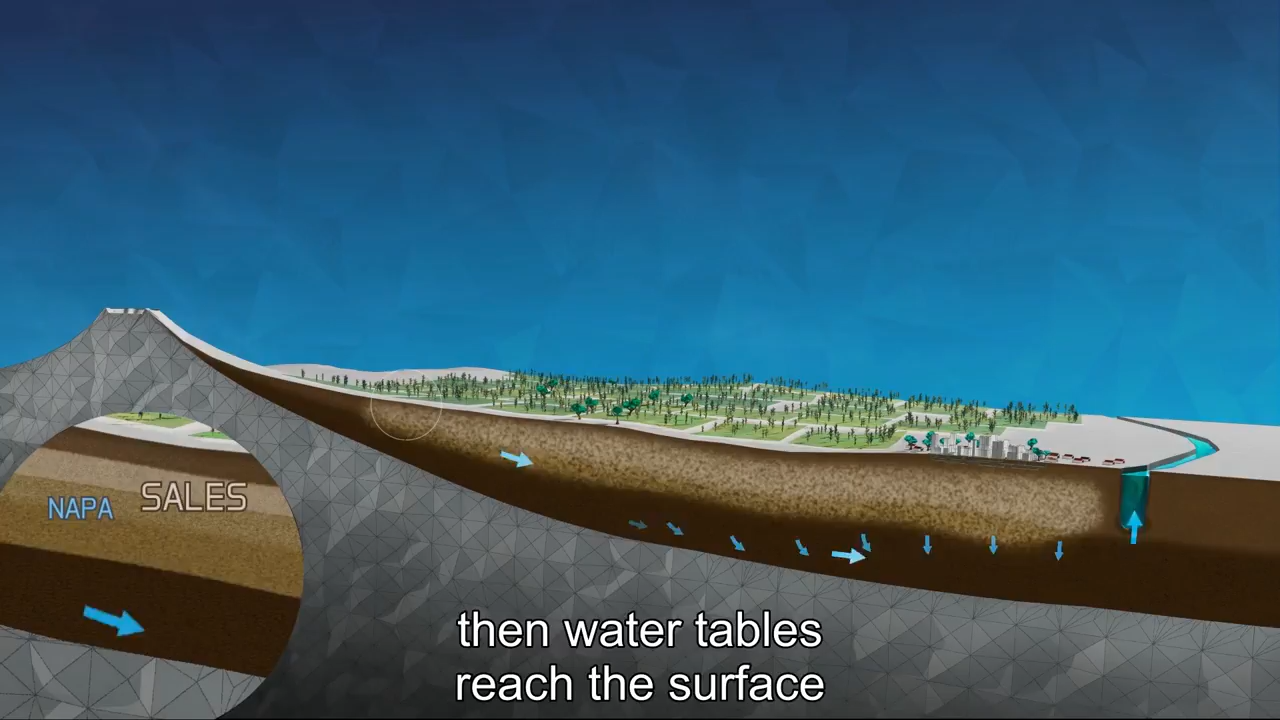 NAPA SALES
then water tables
reach the surface